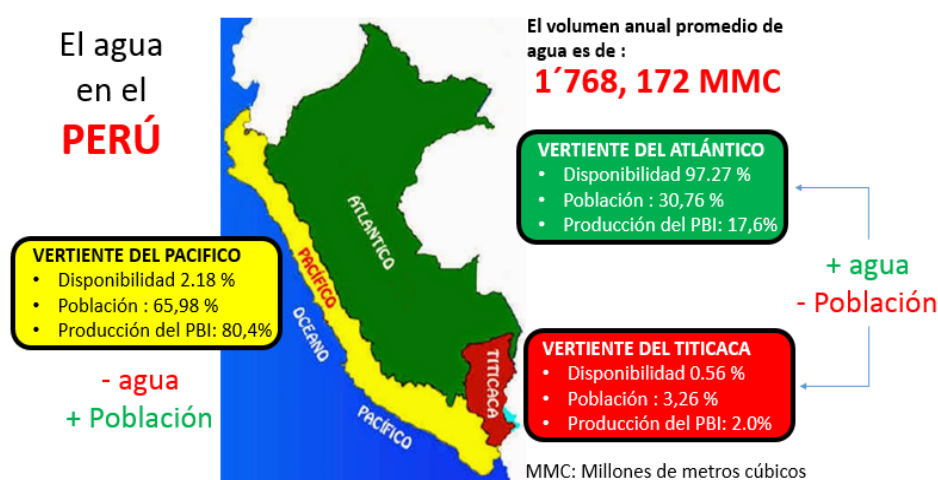 El agua
en el
PERÚ
El volumen anual promedio de
agua es de :
1´768, 172 MMC
VERTIENTE DEL ATLÁNTICO
• Disponibilidad 97.27 %
• Población : 30,76 %
• Producción del PBI: 17,6%
VERTIENTE DEL PACIFICO
• Disponibilidad 2.18 %
• Población : 65,98 %
• Producción del PBI: 80,4%
- agua
+ Población
ATLANTICO
PACÍFICO
OCEANO
PACÍFICO
TITICACA
+ agua
- Población
VERTIENTE DEL TITICACA
• Disponibilidad 0.56 %
• Población : 3,26 %
• Producción del PBI: 2.0%
MMC: Millones de metros cúbicos